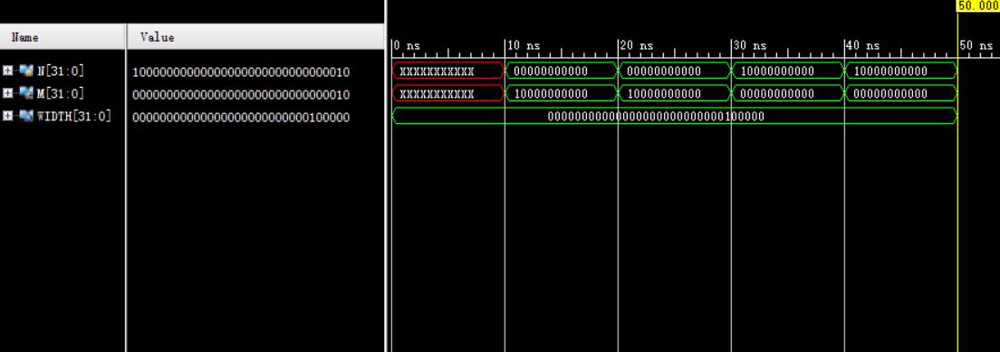 50.000
Name Value
0 ns 10 ns 20 ns 30 ns 40 ns 50 ns
N[31:0] 10000000000000000000000000000010 XXXXXXXXXXX 00000000000 00000000000 10000000000 10000000000
M[31:0] 00000000000000000000000000000010 XXXXXXXXXXX 10000000000 10000000000 00000000000 00000000000
WIDTH[31:0] 00000000000000000000000000100000 00000000000000000000000000100000